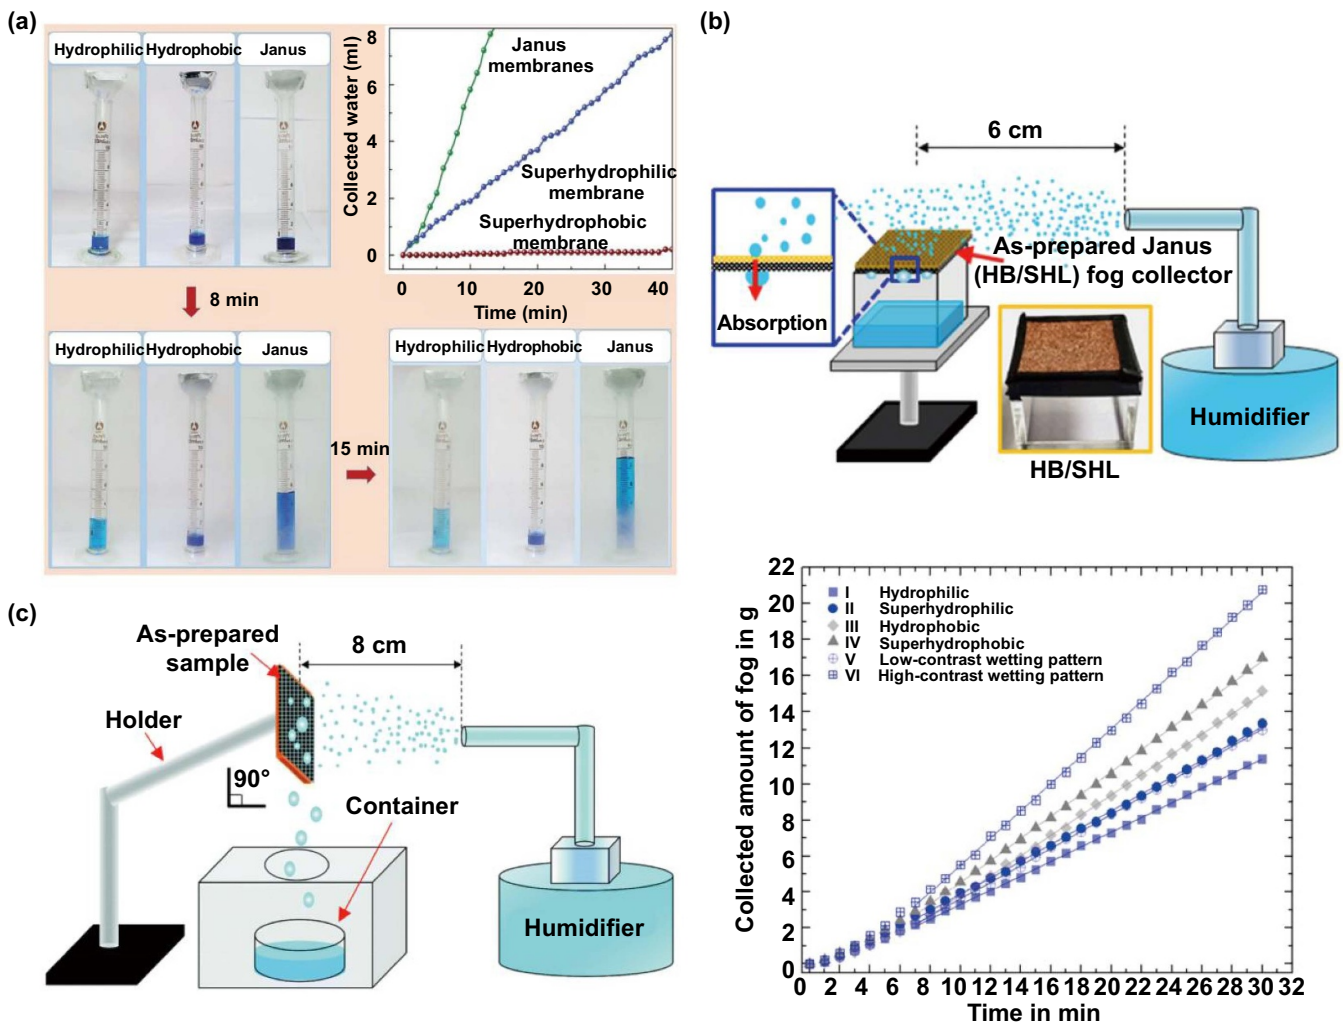 (a)
Hydrophilic Hydrophobic Janus
8 min
Hydrophilic Hydrophobic Janus
15 min
Hydrophilic Hydrophobic Janus
Collected water (ml)
8
6
4
2
0
Janus
membranes
Superhydrophilic
membrane
Superhydrophobic
membrane
0 10 20 30 40
Time (min)
(b)
6 cm
Absorption
As-prepared Janus
(HB/SHL) fog collector
HB/SHL
Humidifier
(c)
As-prepared
sample
8 cm
Holder
90°
Container
Humidifier
Collected amount of fog in g
22
20
18
16
14
12
10
8
6
4
2
0
I Hydrophilic
II Superhydrophilic
III Hydrophobic
IV Superhydrophobic
V Low-contrast wetting pattern
VI High-contrast wetting pattern
0 2 4 6 8 10 12 14 16 18 20 22 24 26 28 30 32
Time in min